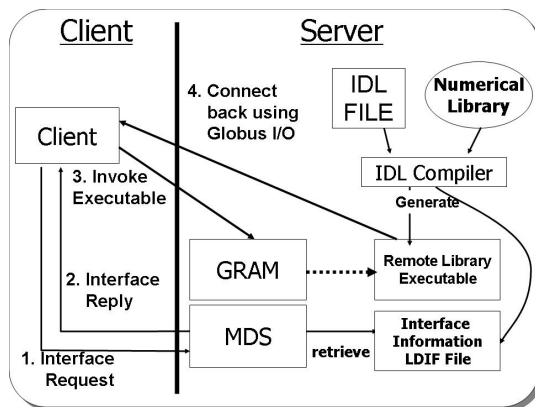 Client
Server
4. Connect
back using
Globus I/O
IDL
FILE
Numerical
Library
Client
IDL Compiler
3. Invoke
Executable
Generate
GRAM
Remote Library
Executable
2. Interface
Reply
MDS
retrieve
Interface
Information
LDIF File
1. Interface
Request